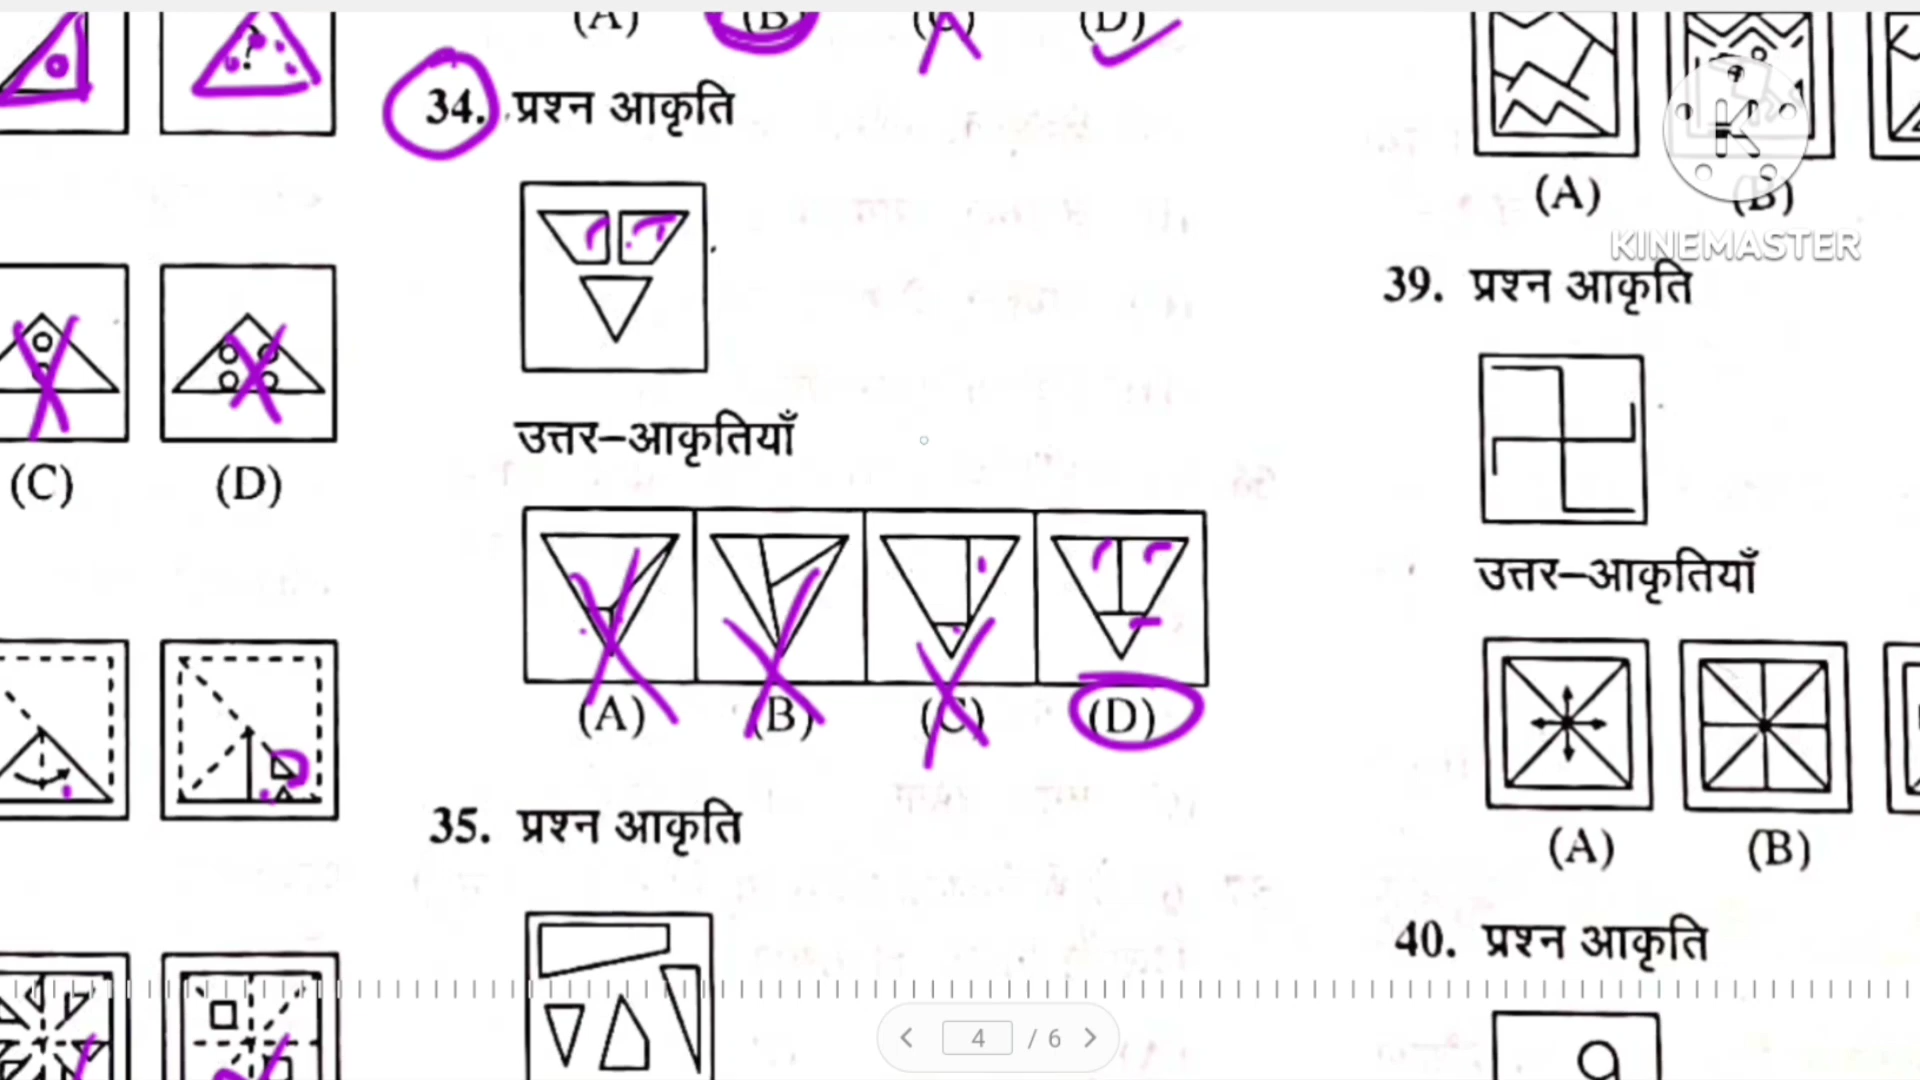 (A) (B) (C) (D)
34. प्रश्न आकृति
उत्तर–आकृतियाँ
(A) (B) (C) (D)
35. प्रश्न आकृति
?
(C) (D)
(A) (B)
KINEMASTER
39. प्रश्न आकृति
उत्तर–आकृतियाँ
(A) (B)
40. प्रश्न आकृति
4 / 6